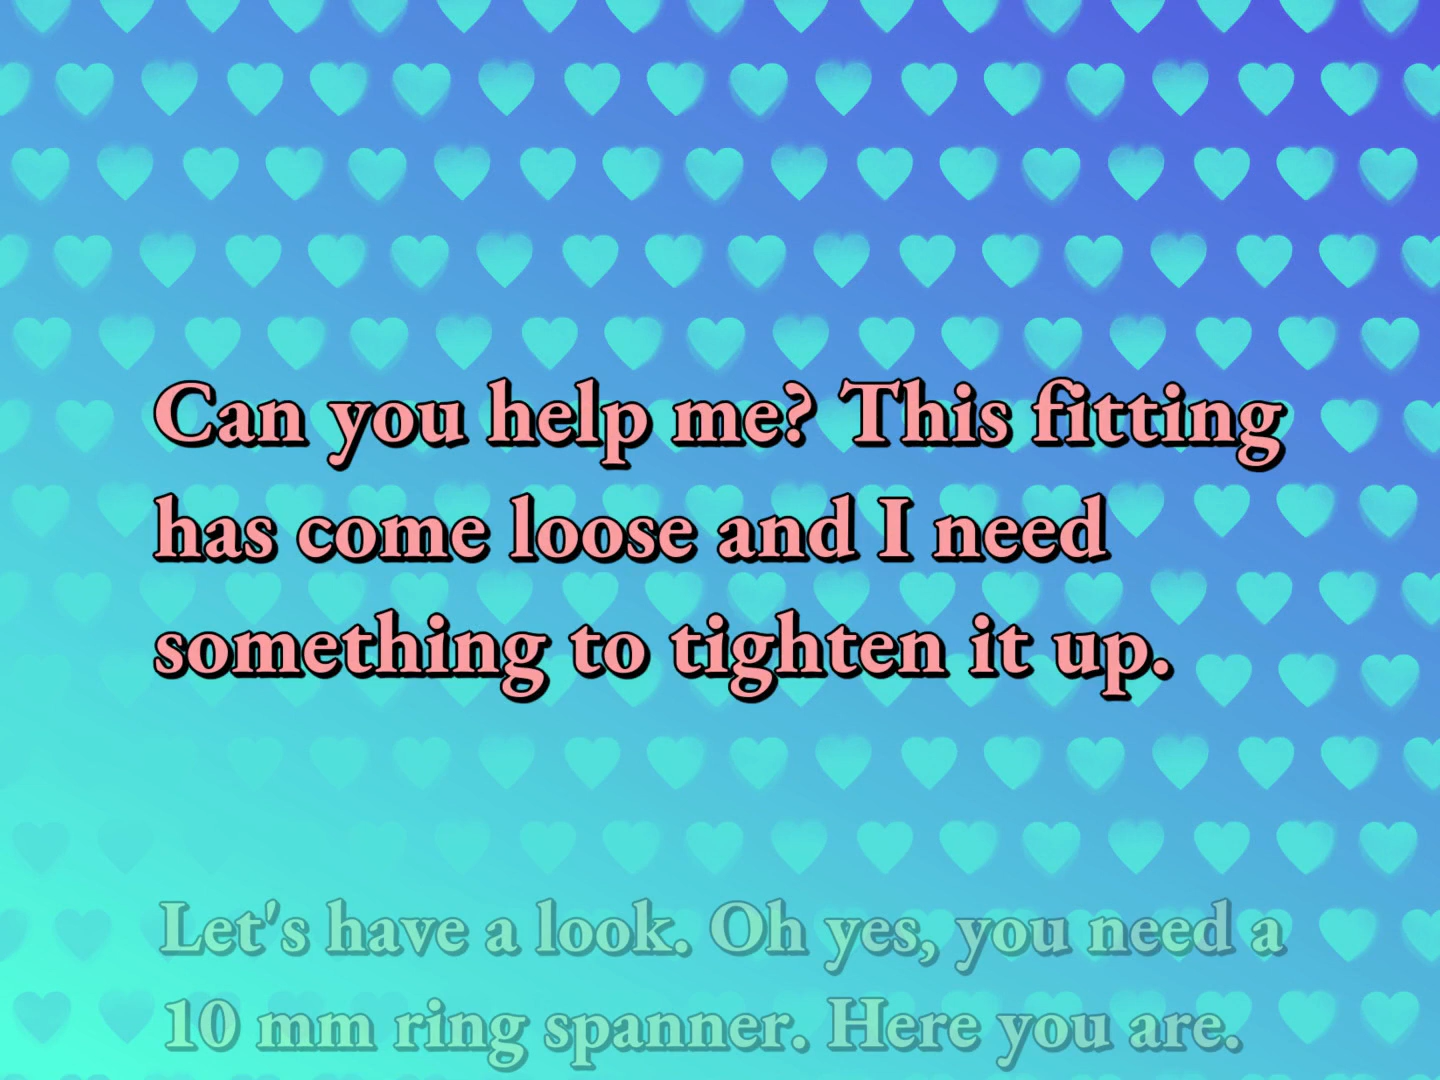 Can you help me? This fitting
has come loose and I need
something to tighten it up.
Let's have a look. Oh yes, you need a
10 mm ring spanner. Here you are.